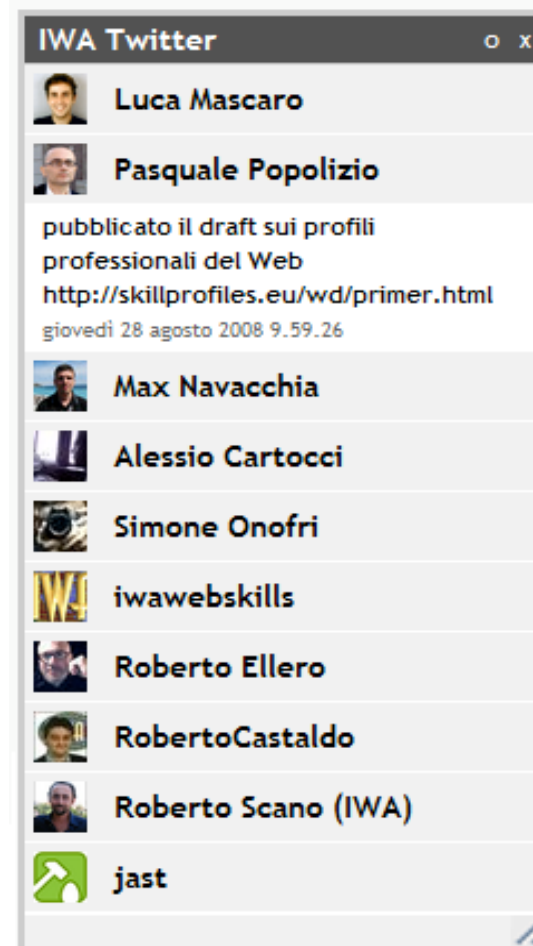 IWA Twitter o x
Luca Mascaro
Pasquale Popolizio
pubblicato il draft sui profili
professionali del Web
http://skillprofiles.eu/wd/primer.html
giovedì 28 agosto 2008 9.59.26
Max Navacchia
Alessio Cartocci
Simone Onofri
iwawebskills
Roberto Ellero
RobertoCastaldo
Roberto Scano (IWA)
jast